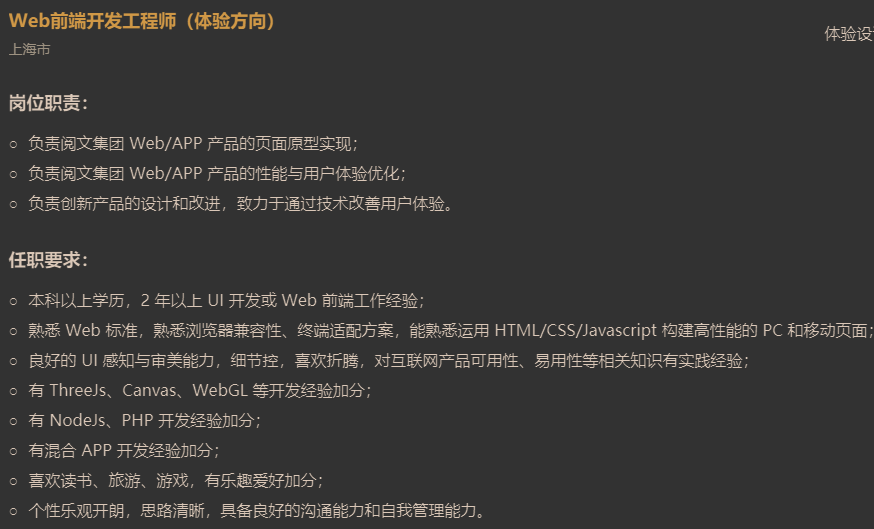 Web前端开发工程师（体验方向）
上海市
体验设
岗位职责：
○ 负责阅文集团 Web/APP 产品的页面原型实现；
○ 负责阅文集团 Web/APP 产品的性能与用户体验优化；
○ 负责创新产品的设计和改进，致力于通过技术改善用户体验。
任职要求：
○ 本科以上学历，2 年以上 UI 开发或 Web 前端工作经验；
○ 熟悉 Web 标准，熟悉浏览器兼容性、终端适配方案，能熟悉运用 HTML/CSS/Javascript 构建高性能的 PC 和移动页面；
○ 良好的 UI 感知与审美能力，细节控，喜欢折腾，对互联网产品可用性、易用性等相关知识有实践经验；
○ 有 ThreeJs、Canvas、WebGL 等开发经验加分；
○ 有 NodeJs、PHP 开发经验加分；
○ 有混合 APP 开发经验加分；
○ 喜欢读书、旅游、游戏，有乐趣爱好加分；
○ 个性乐观开朗，思路清晰，具备良好的沟通能力和自我管理能力。